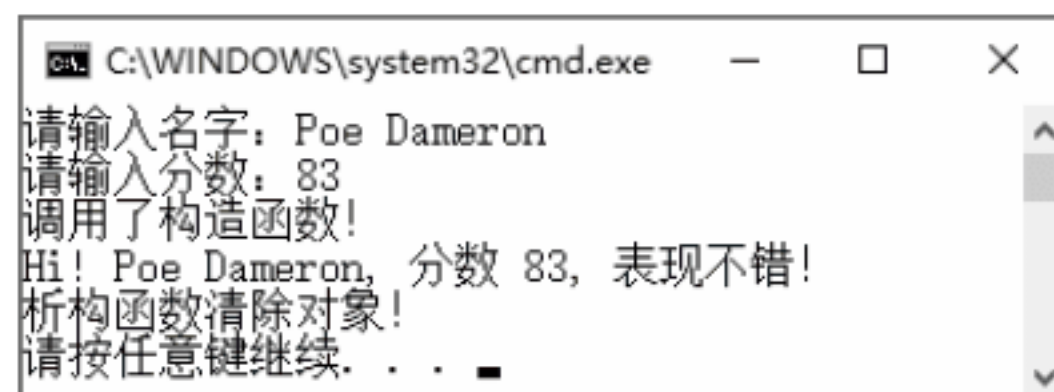 C:\WINDOWS\system32\cmd.exe
请输入名字：Poe Dameron
请输入分数：83
调用了构造函数！
Hi! Poe Dameron, 分数 83, 表现不错！
析构函数清除对象！
请按任意键继续. . .